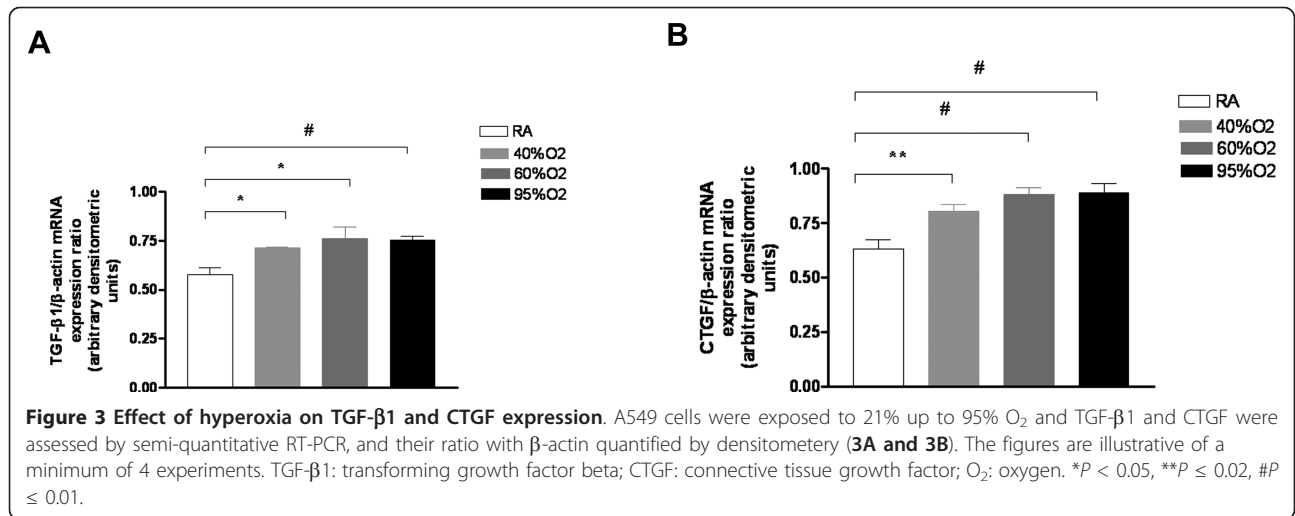 A
#
*
*
RA
40%O2
60%O2
95%O2
TGF-β1/β-actin mRNA
expression ratio
(arbitrary densitometric
units)
1.00
0.75
0.50
0.25
0.00
B
#
#
**
RA
40%O2
60%O2
95%O2
CTGF/β-actin mRNA
expression ratio
(arbitrary densitometric
units)
1.00
0.75
0.50
0.25
0.00
Figure 3 Effect of hyperoxia on TGF-β1 and CTGF expression. A549 cells were exposed to 21% up to 95% O₂ and TGF-β1 and CTGF were
assessed by semi-quantitative RT-PCR, and their ratio with β-actin quantified by densitometery (3A and 3B). The figures are illustrative of a
minimum of 4 experiments. TGF-β1: transforming growth factor beta; CTGF: connective tissue growth factor; O₂: oxygen. *P < 0.05, **P ≤ 0.02, #P
≤ 0.01.